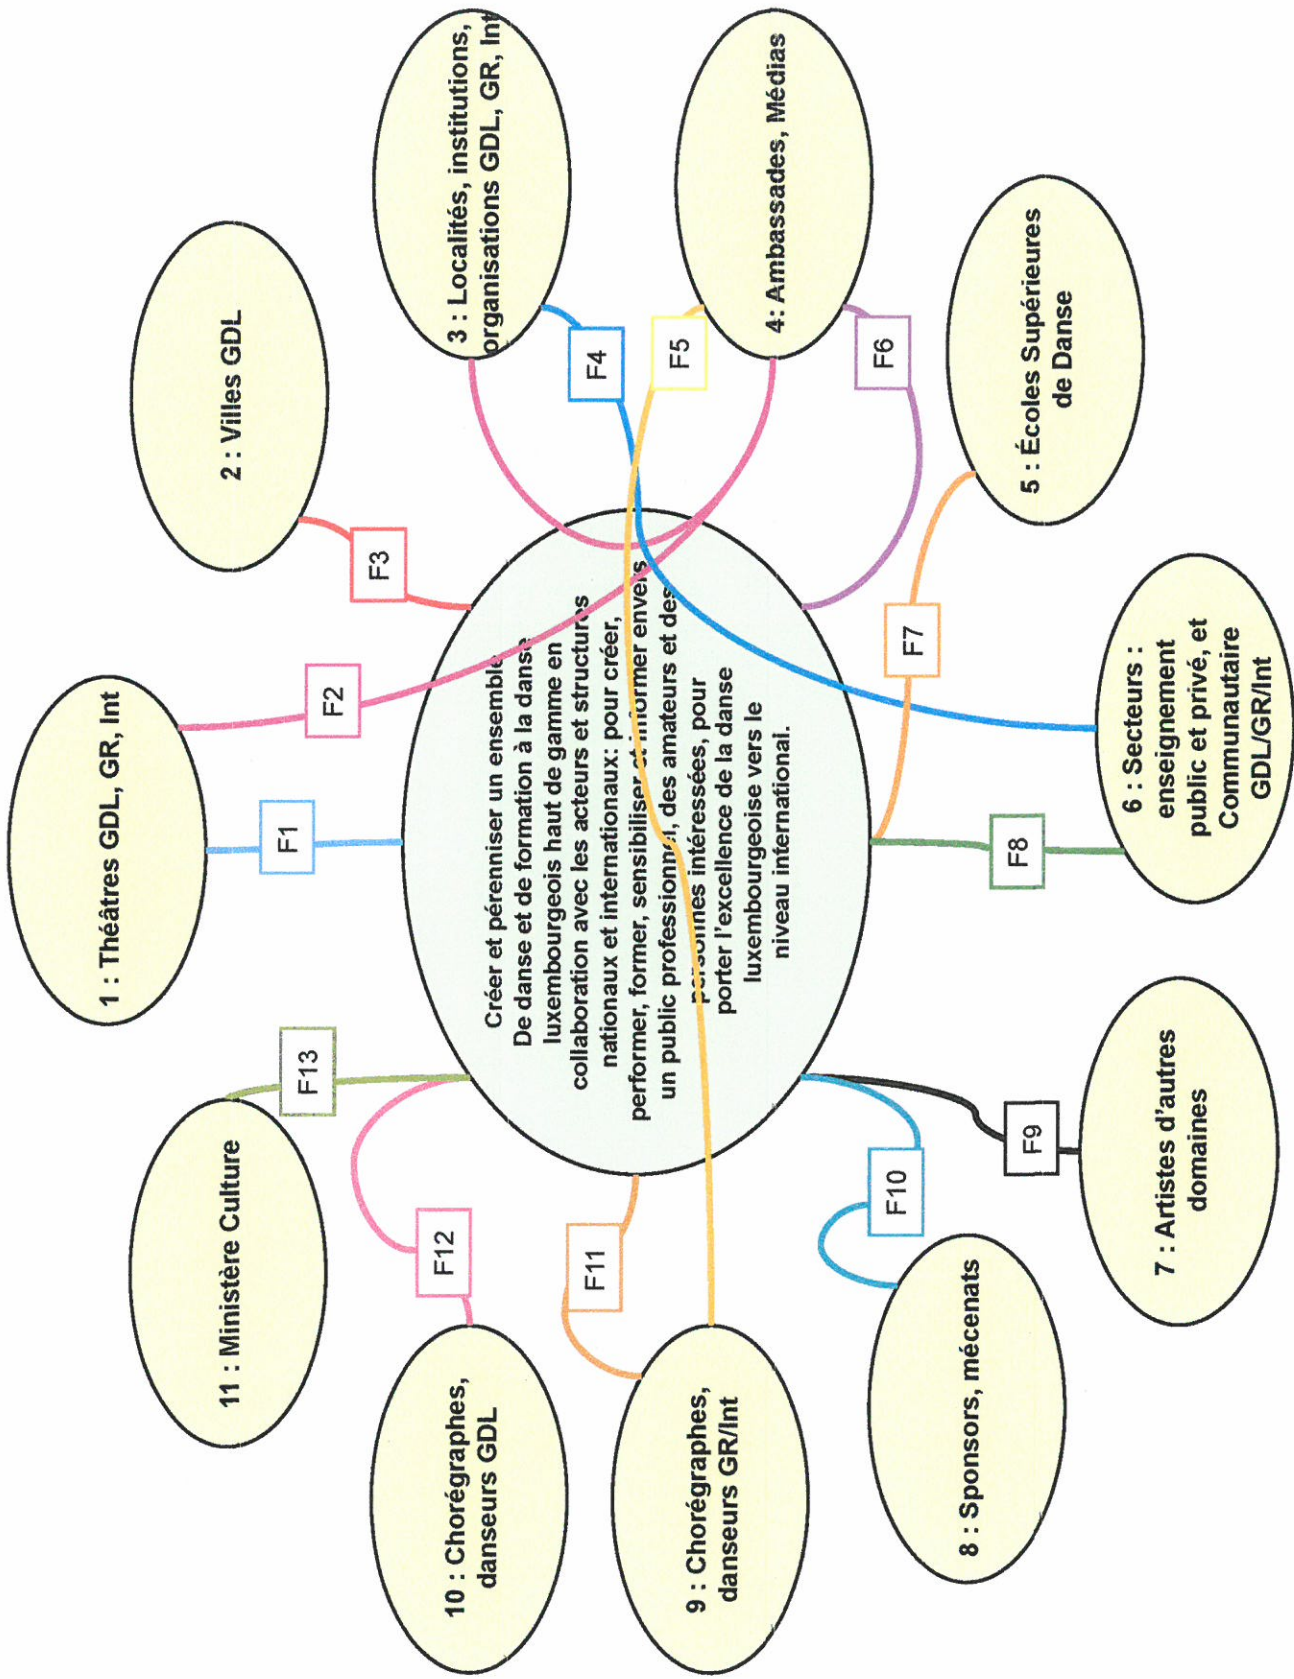 1 : Théâtres GDL, GR, Int
2 : Villes GDL
3 : Localités, institutions,
organisations GDL, GR, Int
4: Ambassades, Médias
5 : Écoles Supérieures
de Danse
6 : Secteurs :
enseignement
public et privé, et
Communautaire
GDL/GR/Int
7 : Artistes d'autres
domaines
8 : Sponsors, mécenats
9 : Chorégraphes,
danseurs GR/Int
10 : Chorégraphes,
danseurs GDL
11 : Ministère Culture
Créer et pérenniser un ensemble
De danse et de formation à la danse
luxembourgeois haut de gamme en
collaboration avec les acteurs et structures
nationaux et internationaux: pour créer,
performer, former, sensibiliser et informer envers
un public professionnel, des amateurs et des
personnes intéressées, pour
porter l'excellence de la danse
luxembourgeoise vers le
niveau international.
F1
F2
F3
F4
F5
F6
F7
F8
F9
F10
F11
F12
F13